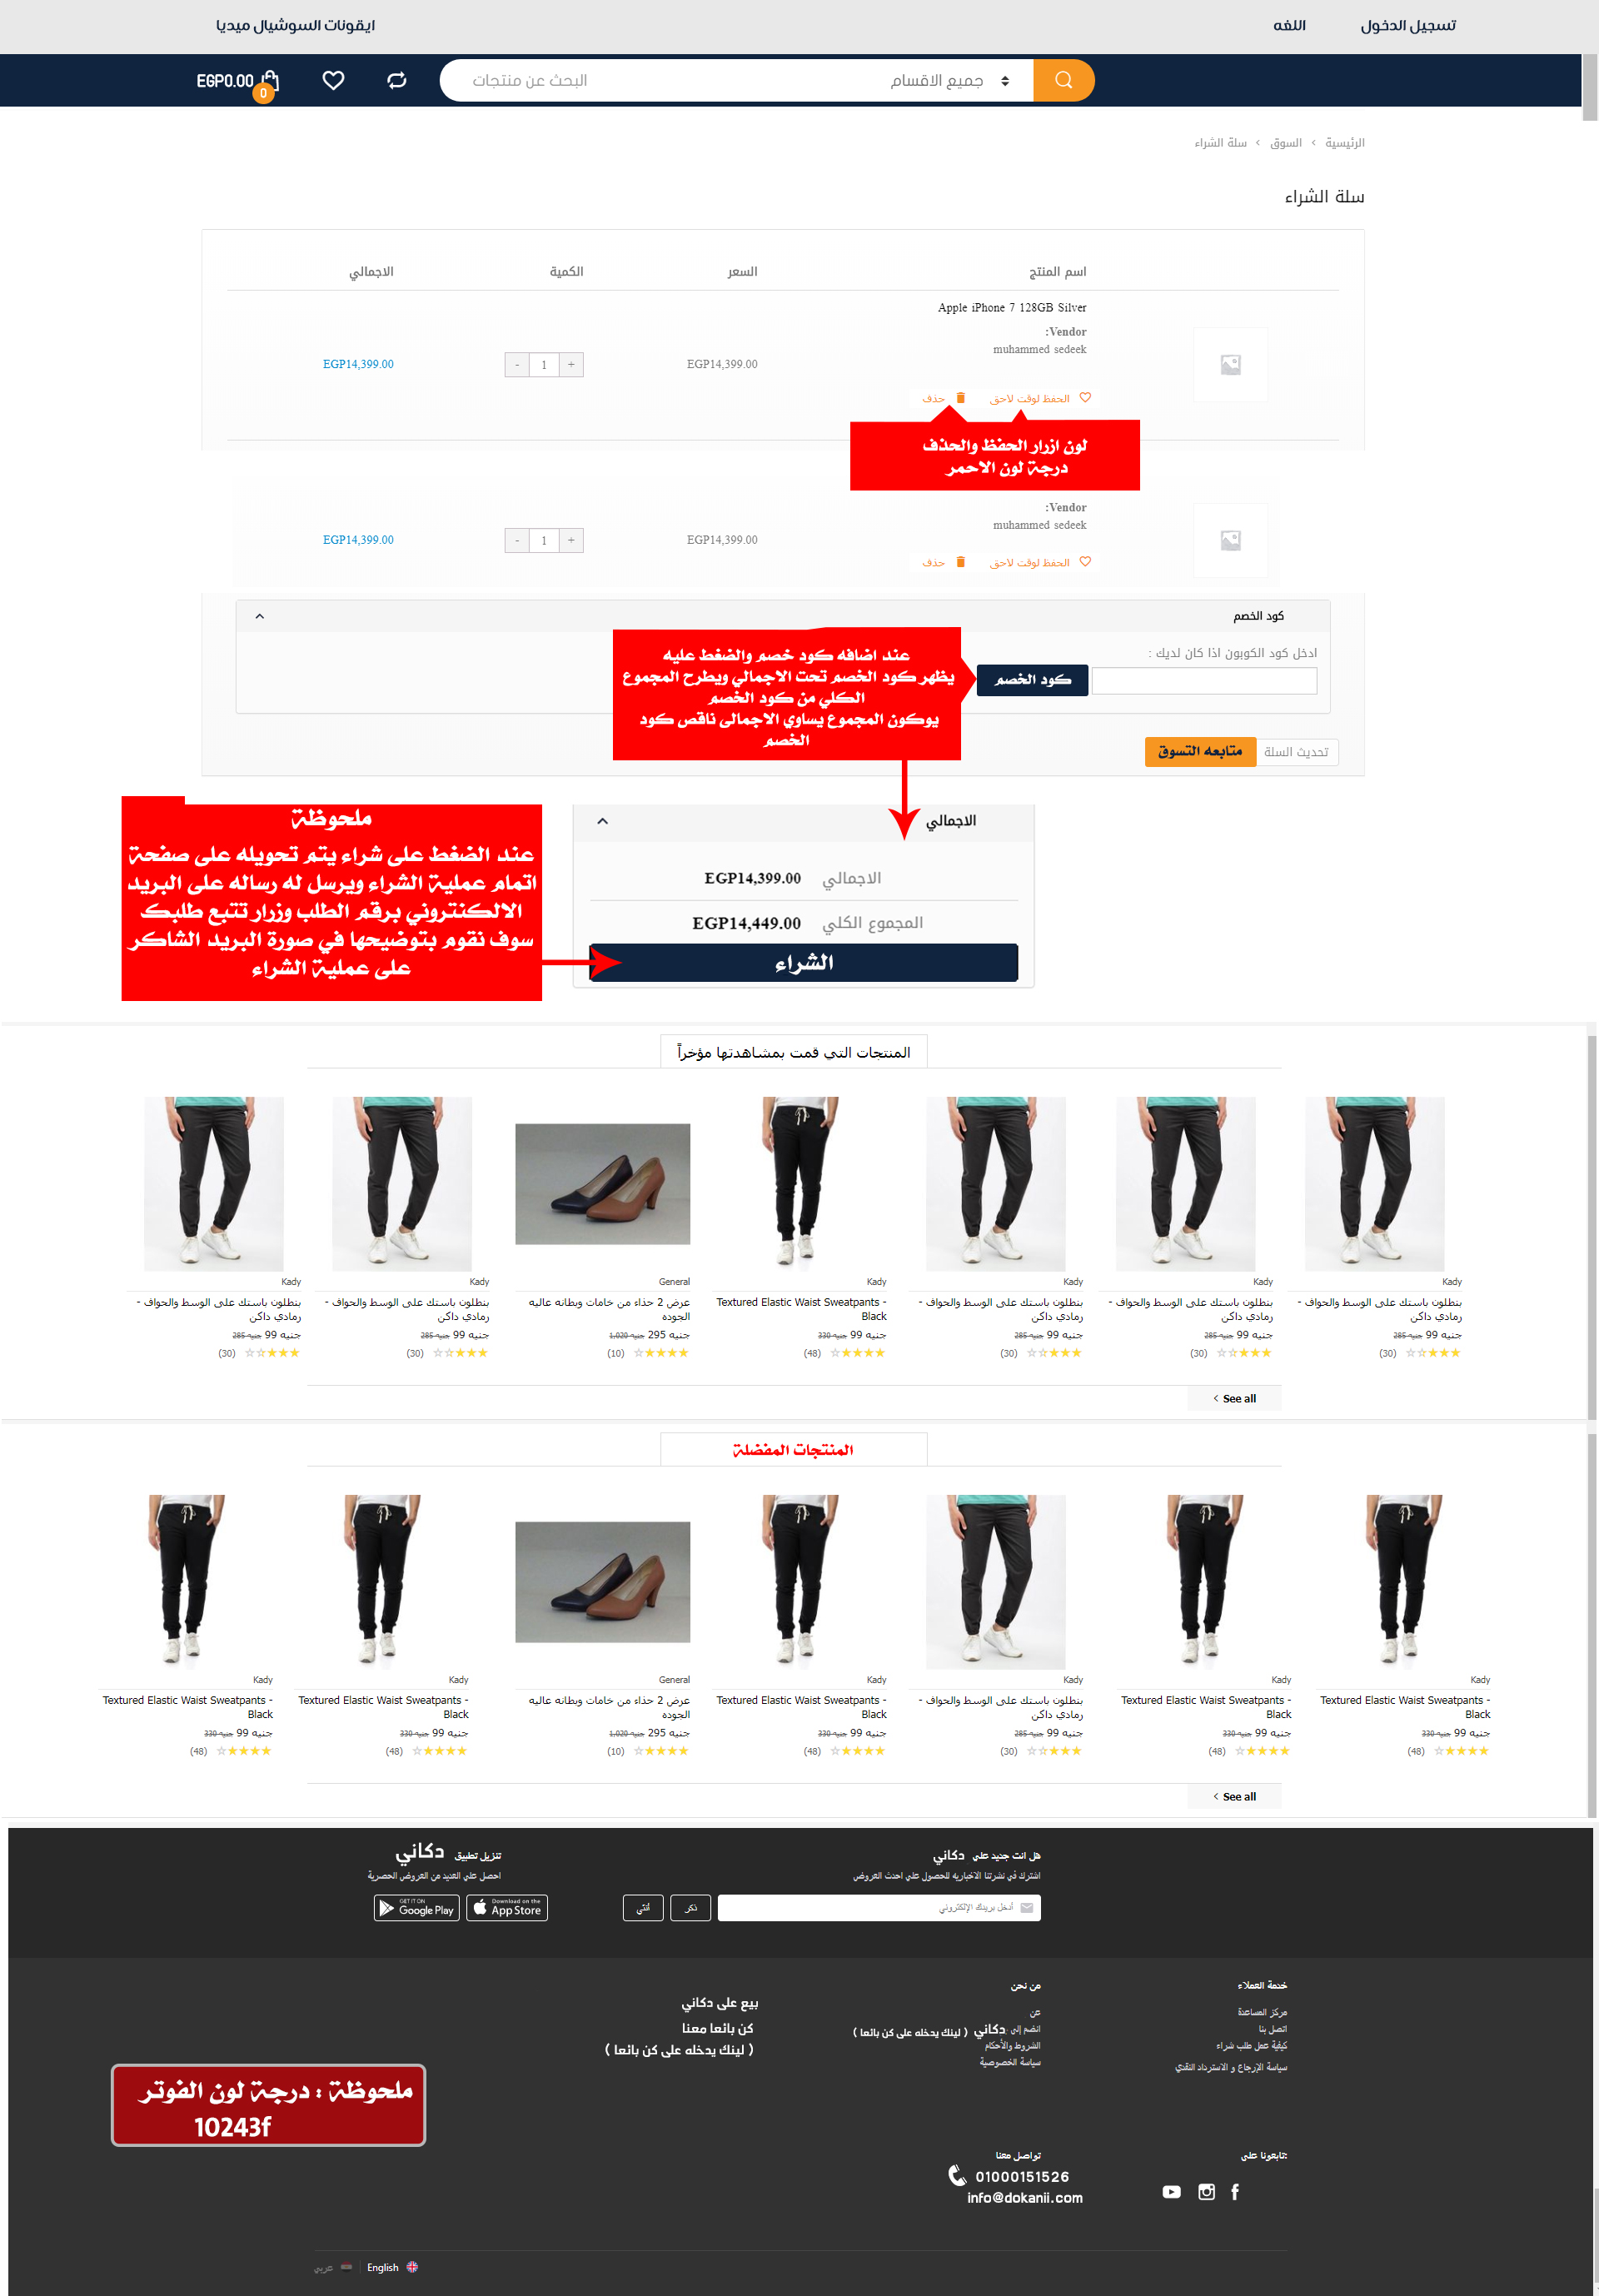 تسجيل الدخول
اللغه
ايقونات السوشيال ميديا
جميع الاقسام
البحث عن منتجات
EGP0.00
0
الرئيسية › السوق › سلة الشراء
سلة الشراء
اسم المنتج
السعر
الكمية
الاجمالي
Apple iPhone 7 128GB Silver
Vendor:
muhammed sedeek
EGP14,399.00
+ 1 -
EGP14,399.00
الحفظ لوقت لاحق
حذف
لون ازرار الحفظ والحذف
درجة لون الاحمر
Vendor:
muhammed sedeek
EGP14,399.00
+ 1 -
EGP14,399.00
الحفظ لوقت لاحق
حذف
كود الخصم
ادخل كود الكوبون اذا كان لديك :
كود الخصم
عند اضافه كود خصم والضغط عليه
يظهر كود الخصم تحت الاجمالي ويطرح المجموع
الكلي من كود الخصم
يوكون المجموع يساوي الاجمالى ناقص كود
الخصم
تحديث السلة
متابعه التسوق
الاجمالي
الاجمالي EGP14,399.00
المجموع الكلي EGP14,449.00
الشراء
ملحوظة
عند الضغط على شراء يتم تحويله على صفحة
اتمام عملية الشراء ويرسل له رساله على البريد
الالكتنروني برقم الطلب وزرار تتبع طلبك
سوف نقوم بتوضيحها في صورة البريد الشاكر
على عملية الشراء
المنتجات التي قمت بمشاهدتها مؤخراً
Kady
بنطلون باستك على الوسط والحواف -
رمادي داكن
جنيه 99 جنيه 285
(30)
Kady
بنطلون باستك على الوسط والحواف -
رمادي داكن
جنيه 99 جنيه 285
(30)
Kady
بنطلون باستك على الوسط والحواف -
رمادي داكن
جنيه 99 جنيه 285
(30)
Kady
Textured Elastic Waist Sweatpants -
Black
جنيه 99 جنيه 330
(48)
General
عرض 2 حذاء من خامات وبطانه عاليه
الجوده
جنيه 295 جنيه 1,020
(10)
Kady
بنطلون باستك على الوسط والحواف -
رمادي داكن
جنيه 99 جنيه 285
(30)
Kady
بنطلون باستك على الوسط والحواف -
رمادي داكن
جنيه 99 جنيه 285
(30)
See all
المنتجات المفضلة
Kady
Textured Elastic Waist Sweatpants -
Black
جنيه 99 جنيه 330
(48)
Kady
Textured Elastic Waist Sweatpants -
Black
جنيه 99 جنيه 330
(48)
Kady
بنطلون باستك على الوسط والحواف -
رمادي داكن
جنيه 99 جنيه 285
(30)
Kady
Textured Elastic Waist Sweatpants -
Black
جنيه 99 جنيه 330
(48)
General
عرض 2 حذاء من خامات وبطانه عاليه
الجوده
جنيه 295 جنيه 1,020
(10)
Kady
Textured Elastic Waist Sweatpants -
Black
جنيه 99 جنيه 330
(48)
Kady
Textured Elastic Waist Sweatpants -
Black
جنيه 99 جنيه 330
(48)
See all
هل انت جديد على دكاني
اشترك في نشرتنا الاخباريه للحصول على احدث العروض
أدخل بريدك الإلكتروني
ذكر
أنثي
تنزيل تطبيق دكاني
احصل علي العديد من العروض الحصرية
Download on the
App Store
GET IT ON
Google Play
خدمة العملاء
مركز المساعدة
اتصل بنا
كيفية عمل طلب شراء
سياسة الإرجاع و الاسترداد النقدي
من نحن
عن
انضم إلى دكاني ( لينك يدخله على كن بائعا )
الشروط والأحكام
سياسة الخصوصية
بيع على دكاني
كن بائعا معنا
( لينك يدخله على كن بائعا )
ملحوظة : درجة لون الفوتر
10243f
تابعونا على:
تواصل معنا
01000151526
info@dokanii.com
English
عربي